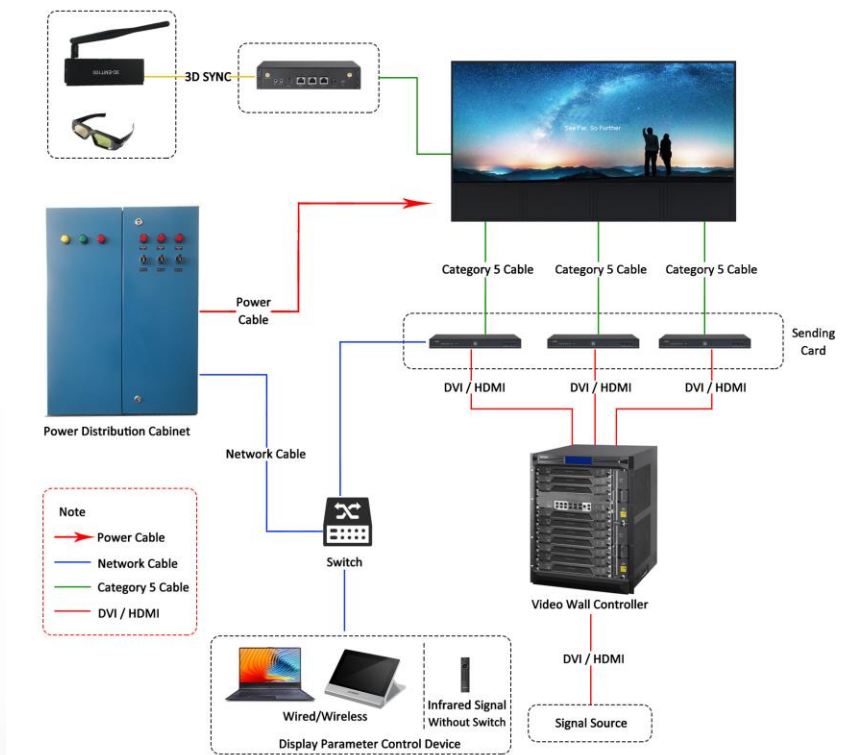 3D-EMT100
3D SYNC
See Far, Go Further
Category 5 Cable
Category 5 Cable
Category 5 Cable
Power
Cable
Sending
Card
DVI / HDMI
DVI / HDMI
DVI / HDMI
Power Distribution Cabinet
Network Cable
Note
Power Cable
Network Cable
Category 5 Cable
DVI / HDMI
Switch
Video Wall Controller
DVI / HDMI
Wired/Wireless
Infrared Signal
Without Switch
Display Parameter Control Device
Signal Source